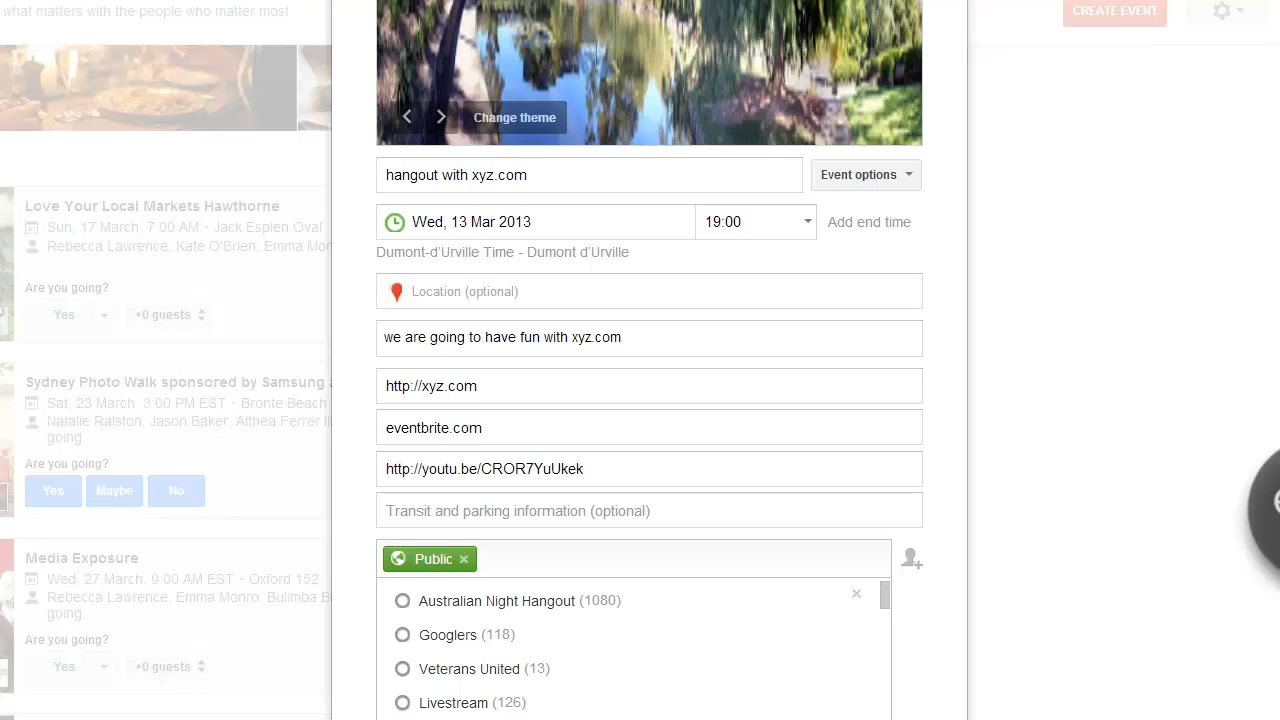 what matters with the people who matter most
CREATE EVENT
Change theme
hangout with xyz.com
Event options
Wed, 13 Mar 2013
19:00
Add end time
Dumont-d'Urville Time - Dumont d'Urville
Location (optional)
we are going to have fun with xyz.com
http://xyz.com
eventbrite.com
http://youtu.be/CROR7YuUkek
Transit and parking information (optional)
Public
Australian Night Hangout (1080)
Googlers (118)
Veterans United (13)
Livestream (126)
Love Your Local Markets Hawthorne
Sun, 17 March, 7:00 AM - Jack Esplen Oval
Rebecca Lawrence, Kate O'Brien, Emma
Are you going?
Yes
+0 guests
Sydney Photo Walk sponsored by Samsung
Sat, 23 March, 3:00 PM EST - Bronte Beach
Natalie Ralston, Jason Baker, Althea Ferrer
going
Are you going?
Yes
Maybe
No
Media Exposure
Wed, 27 March, 9:00 AM EST - Oxford 152
Rebecca Lawrence, Emma Monro, Bulimba
going
Are you going?
Yes
+0 guests